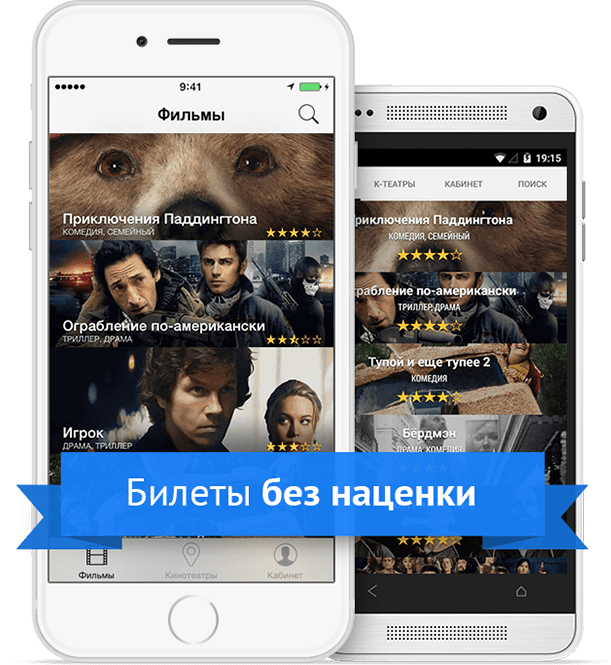 9:41
Фильмы
Приключения Паддингтона
КОМЕДИЯ, СЕМЕЙНЫЙ
Ограбление по-американски
ТРИЛЛЕР, ДРАМА
Игрок
ДРАМА, ТРИЛЛЕР
Фильмы
Кинотеатры
Кабинет
19:15
К-ТЕАТРЫ
КАБИНЕТ
ПОИСК
риключения Паддингтона
КОМЕДИЯ, СЕМЕЙНЫЙ
рабление по-американски
ТРИЛЛЕР, ДРАМА
Тупой и еще тупее 2
КОМЕДИЯ
Бёрдмэн
ДРАМА, КОМЕДИЯ
Билеты без наценки